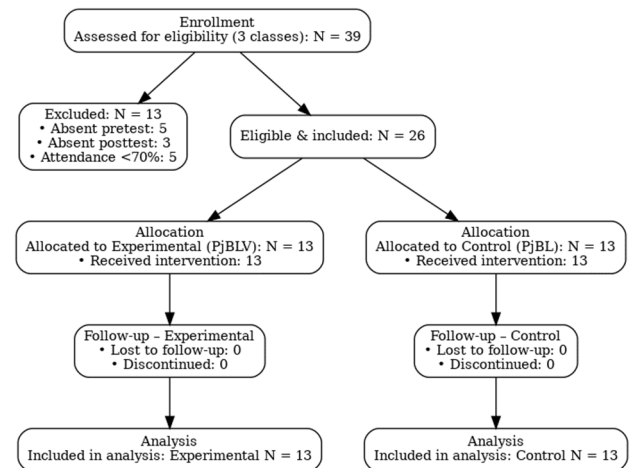 Enrollment
Assessed for eligibility (3 classes): N = 39
Excluded: N = 13
• Absent pretest: 5
• Absent posttest: 3
• Attendance <70%: 5
Eligible & included: N = 26
Allocation
Allocated to Experimental (PjBLV): N = 13
• Received intervention: 13
Allocation
Allocated to Control (PjBL): N = 13
• Received intervention: 13
Follow-up – Experimental
• Lost to follow-up: 0
• Discontinued: 0
Follow-up – Control
• Lost to follow-up: 0
• Discontinued: 0
Analysis
Included in analysis: Experimental N = 13
Analysis
Included in analysis: Control N = 13